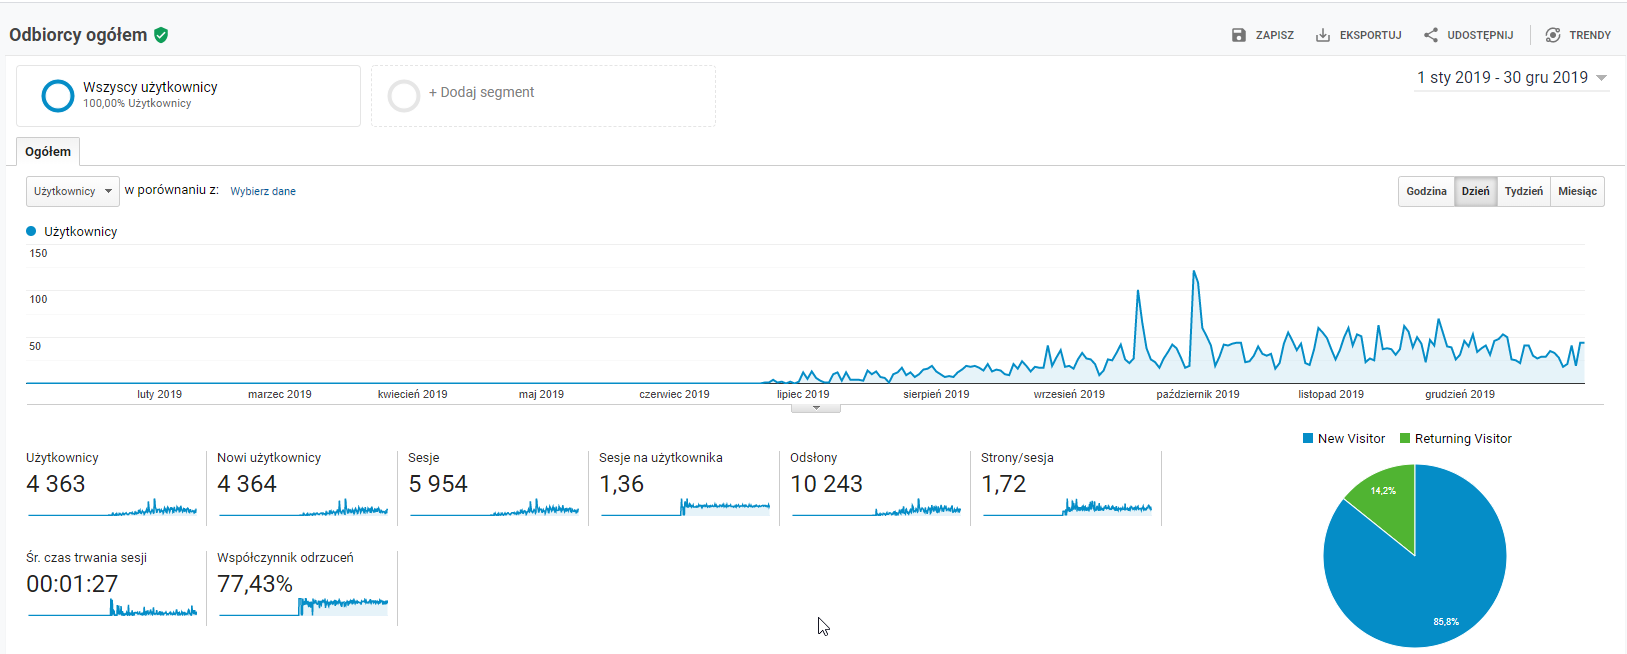 Odbiorcy ogółem
ZAPISZ EKSPORTUJ UDOSTĘPNIJ TRENDY
Wszyscy użytkownicy
100,00% Użytkownicy
+ Dodaj segment
1 sty 2019 - 30 gru 2019
Ogółem
Użytkownicy w porównaniu z: Wybierz dane
Godzina Dzień Tydzień Miesiąc
Użytkownicy
150
100
50
luty 2019 marzec 2019 kwiecień 2019 maj 2019 czerwiec 2019 lipiec 2019 sierpień 2019 wrzesień 2019 październik 2019 listopad 2019 grudzień 2019
Użytkownicy
4 363
Nowi użytkownicy
4 364
Sesje
5 954
Sesje na użytkownika
1,36
Odsłony
10 243
Strony/sesja
1,72
Śr. czas trwania sesji
00:01:27
Współczynnik odrzuceń
77,43%
New Visitor Returning Visitor
14,2%
85,8%